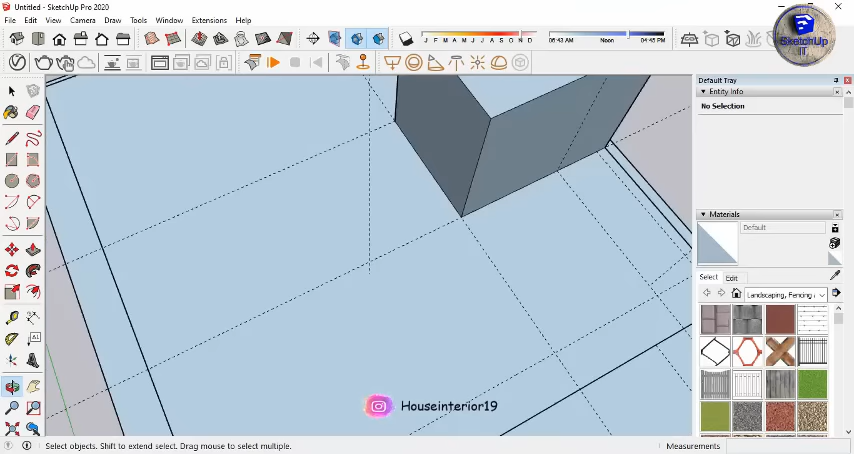 Untitled - SketchUp Pro 2020
File Edit View Camera Draw Tools Window Extensions Help
J F M A M J J A S O N D
06:43 AM Noon 04:45 PM
SketchUp
IT
Default Tray
Entity Info
No Selection
Materials
Default
Select Edit
Landscaping, Fencing
A1
Houseinterior19
Select objects. Shift to extend select. Drag mouse to select multiple.
Measurements